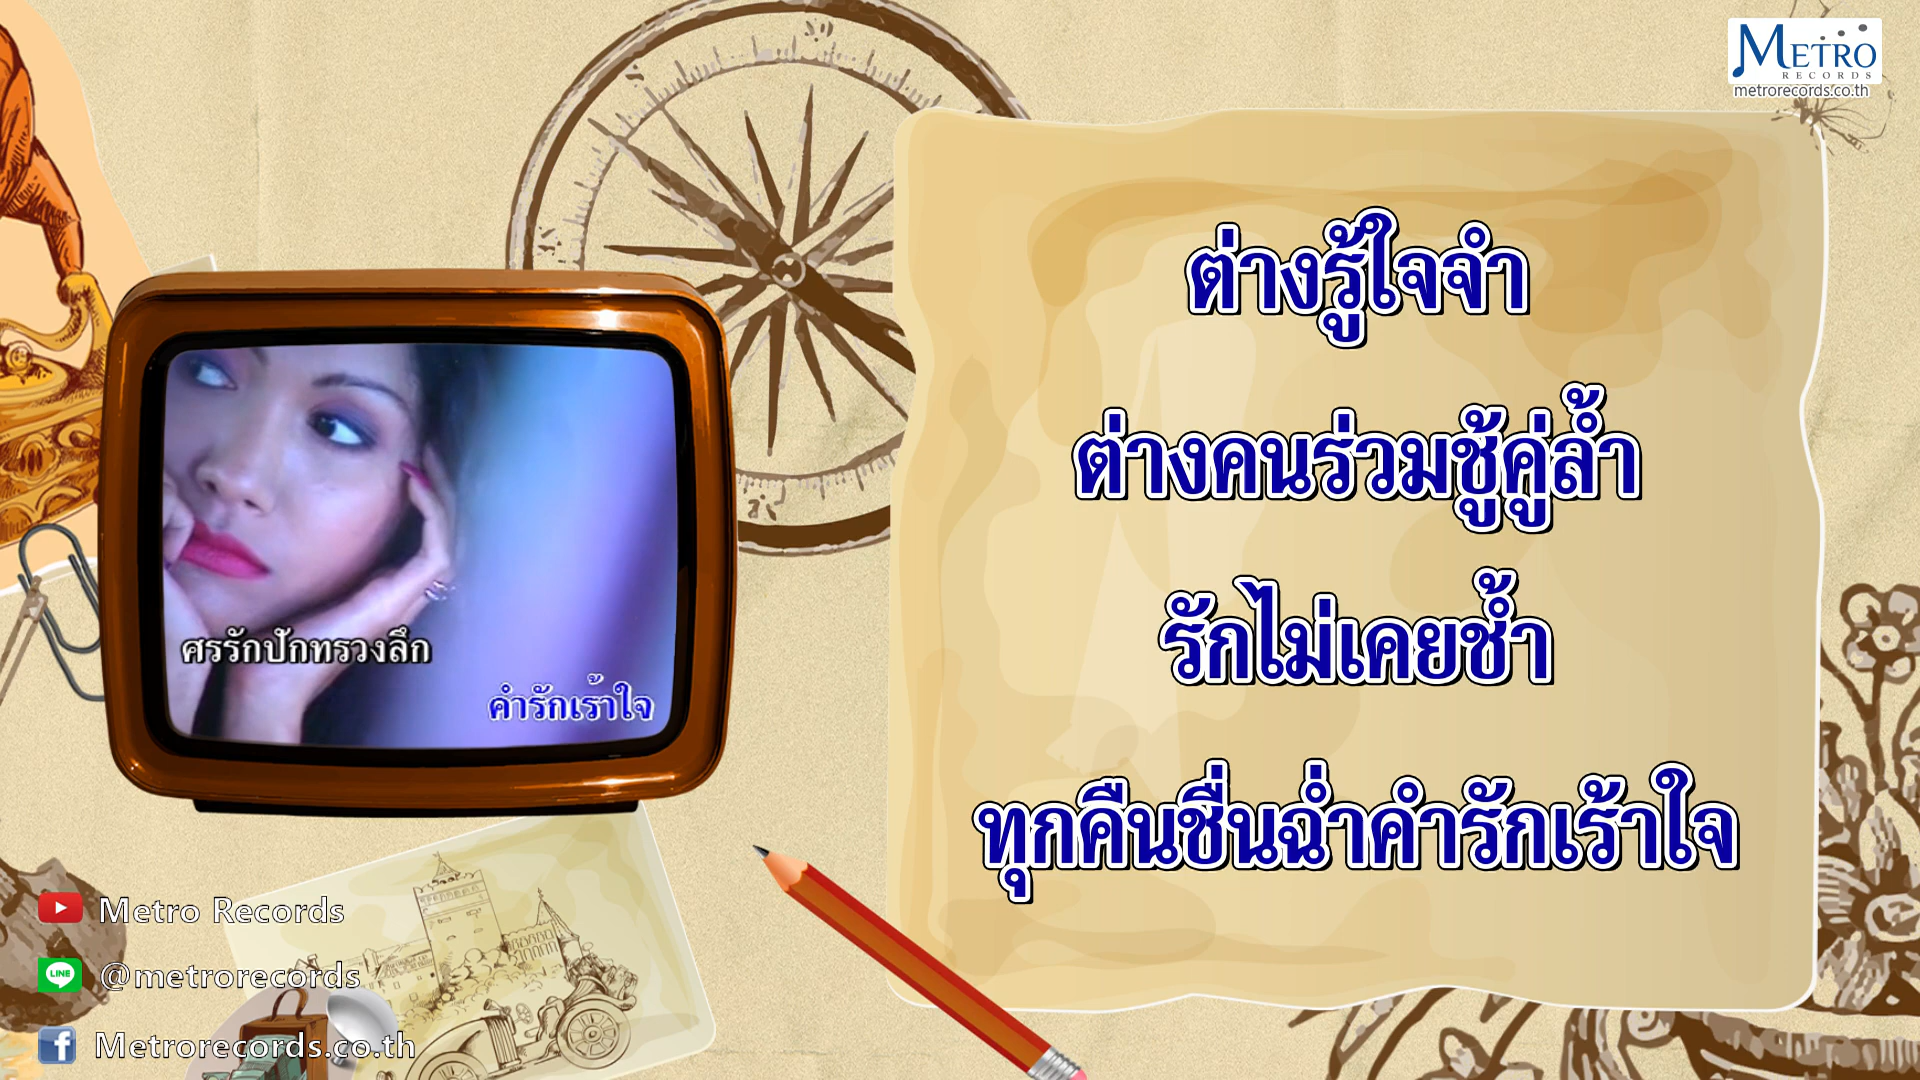 METRO
RECORDS
metrorecords.co.th
ต่างรู้ใจจำ
ต่างคนร่วมชู้คู่ล้ำ
รักไม่เคยช้ำ
ทุกคืนชื่นฉ่ำคำรักเร้าใจ
ศรรักปักทรวงลึก
คำรักเร้าใจ
Metro Records
LINE
@metrorecords
f
Metrorecords.co.th